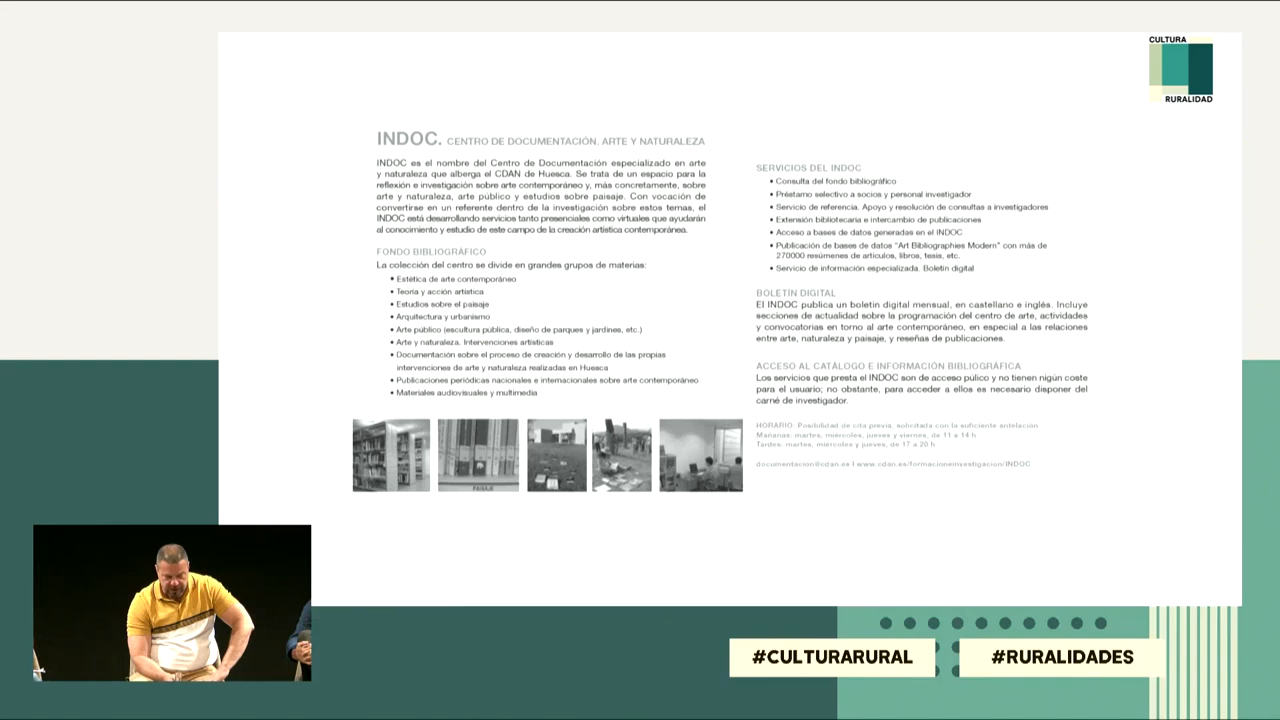 CULTURA
RURALIDAD
INDOC. CENTRO DE DOCUMENTACIÓN, ARTE Y NATURALEZA
INDOC es el nombre del Centro de Documentación especializado en arte
y naturaleza que alberga el CDAN de Huesca. Se trata de un espacio para la
reflexión e investigación sobre arte contemporáneo y, más concretamente, sobre
arte y naturaleza, arte público y estudios sobre paisaje. Con vocación de
convertirse en un referente dentro de la investigación sobre estos temas, el
INDOC está desarrollando servicios tanto presenciales como virtuales que ayudarán
al conocimiento y estudio de este campo de la creación artística contemporánea.
FONDO BIBLIOGRÁFICO
La colección del centro se divide en grandes grupos de materias:
• Estética de arte contemporáneo
• Teoría y acción artística
• Estudios sobre el paisaje
• Arquitectura y urbanismo
• Arte público (escultura pública, diseño de parques y jardines, etc.)
• Arte y naturaleza. Intervenciones artísticas
• Documentación sobre el proceso de creación y desarrollo de las propias
intervenciones de arte y naturaleza realizadas en Huesca
• Publicaciones periódicas nacionales e internacionales sobre arte contemporáneo
• Materiales audiovisuales y multimedia
PAISAJE
SERVICIOS DEL INDOC
• Consulta del fondo bibliográfico
• Préstamo selectivo a socios y personal investigador
• Servicio de referencia. Apoyo y resolución de consultas a investigadores
• Extensión bibliotecaria e intercambio de publicaciones
• Acceso a bases de datos generadas en el INDOC
• Publicación de bases de datos "Art Bibliographies Modern" con más de
270000 resúmenes de artículos, libros, tesis, etc.
• Servicio de información especializada. Boletín digital
BOLETÍN DIGITAL
El INDOC publica un boletín digital mensual, en castellano e inglés. Incluye
secciones de actualidad sobre la programación del centro de arte, actividades
y convocatorias en torno al arte contemporáneo, en especial a las relaciones
entre arte, naturaleza y paisaje, y reseñas de publicaciones.
ACCESO AL CATÁLOGO E INFORMACIÓN BIBLIOGRÁFICA
Los servicios que presta el INDOC son de acceso púlico y no tienen nigún coste
para el usuario; no obstante, para acceder a ellos es necesario disponer del
carné de investigador.
HORARIO: Posibilidad de cita previa, solicitada con la suficiente antelación
Mañanas: martes, miércoles, jueves y viernes, de 11 a 14 h
Tardes: martes, miércoles y jueves, de 17 a 20 h
documentacion@cdan.es | www.cdan.es/formacioneinvestigacion/INDOC
#CULTURARURAL
#RURALIDADES